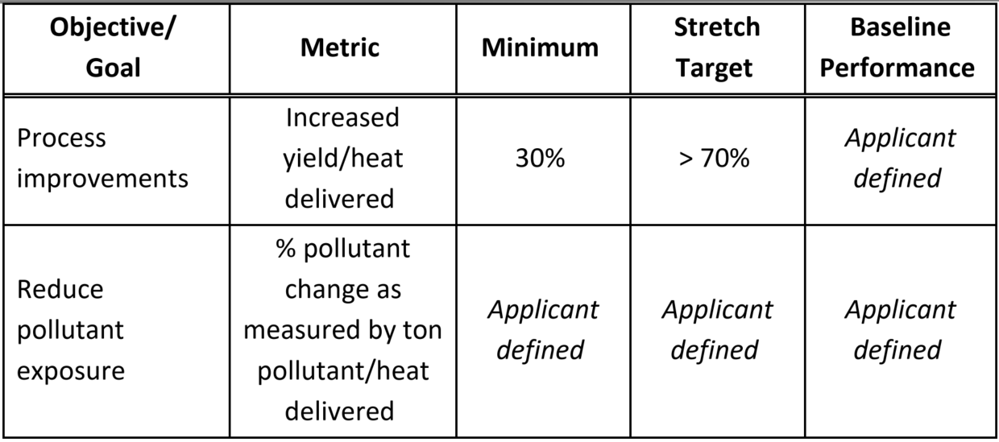 Objective/
Goal
Metric
Minimum
Stretch
Target
Baseline
Performance
Process
improvements
Increased
yield/heat
delivered
30%
> 70%
Applicant
defined
Reduce
pollutant
exposure
% pollutant
change as
measured by ton
pollutant/heat
delivered
Applicant
defined
Applicant
defined
Applicant
defined